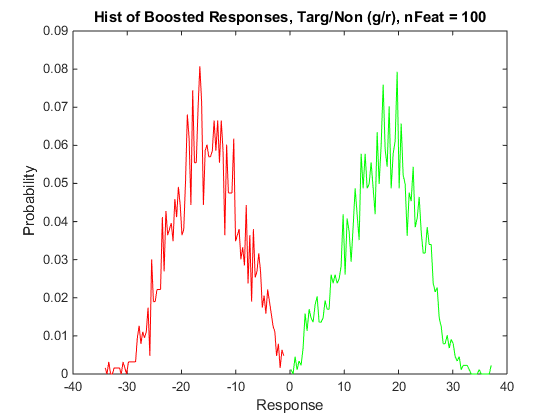 Hist of Boosted Responses, Targ/Non (g/r), nFeat = 100
0.09
0.08
0.07
0.06
0.05
0.04
0.03
0.02
0.01
0
Probability
-40 -30 -20 -10 0 10 20 30 40
Response